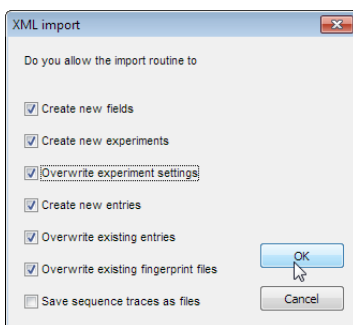 XML import
Do you allow the import routine to
Create new fields
Create new experiments
Overwrite experiment settings
Create new entries
Overwrite existing entries
Overwrite existing fingerprint files
Save sequence traces as files
OK
Cancel